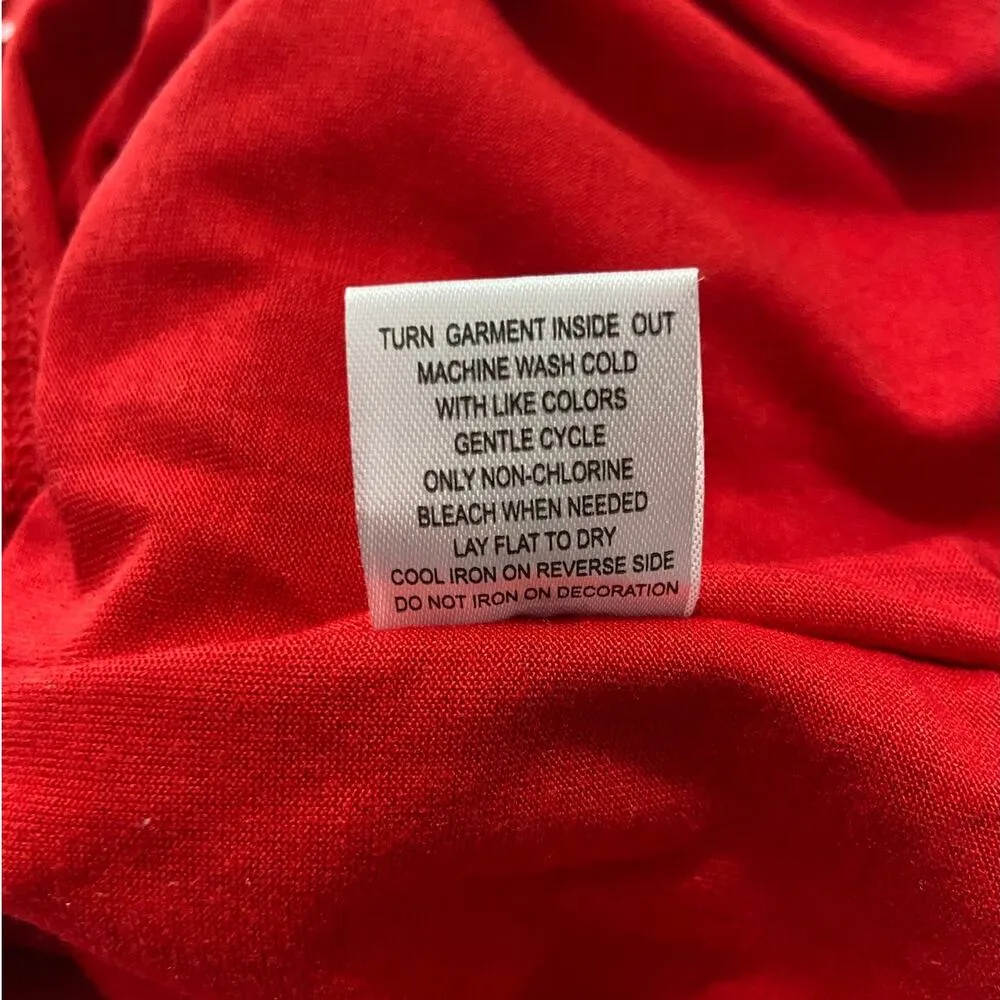 TURN GARMENT INSIDE OUT
MACHINE WASH COLD
WITH LIKE COLORS
GENTLE CYCLE
ONLY NON-CHLORINE
BLEACH WHEN NEEDED
LAY FLAT TO DRY
COOL IRON ON REVERSE SIDE
DO NOT IRON ON DECORATION